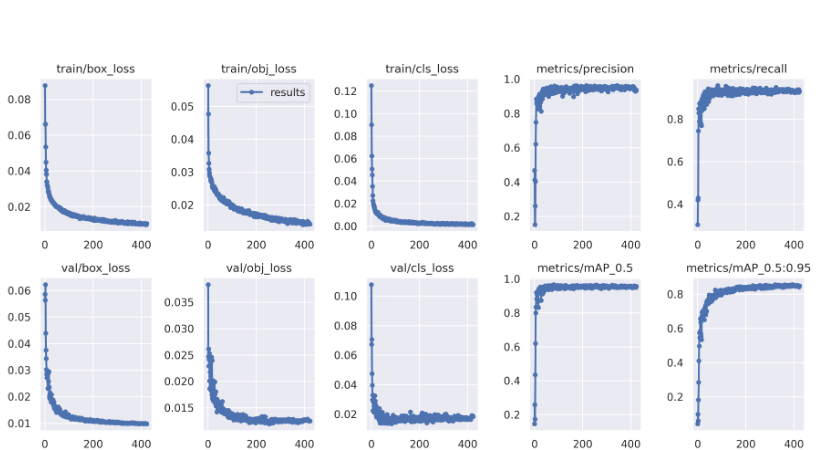 train/box_loss
train/obj_loss
train/cls_loss
metrics/precision
metrics/recall
results
0.08
0.06
0.04
0.02
0 200 400
0.05
0.04
0.03
0.02
0 200 400
0.12
0.10
0.08
0.06
0.04
0.02
0.00
0 200 400
1.0
0.8
0.6
0.4
0.2
0 200 400
0.8
0.6
0.4
0 200 400
val/box_loss
val/obj_loss
val/cls_loss
metrics/mAP_0.5
metrics/mAP_0.5:0.95
0.06
0.05
0.04
0.03
0.02
0.01
0 200 400
0.035
0.030
0.025
0.020
0.015
0 200 400
0.10
0.08
0.06
0.04
0.02
0 200 400
1.0
0.8
0.6
0.4
0.2
0 200 400
0.8
0.6
0.4
0.2
0 200 400